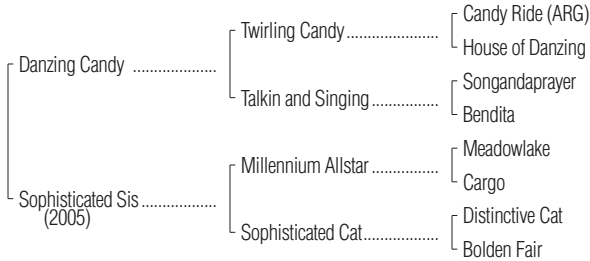 Candy Ride (ARG)
Twirling Candy.....................
House of Danzing
Danzing Candy ...................
Songandaprayer
Talkin and Singing...............
Bendita
Meadowlake
Millennium Allstar ................
Cargo
Sophisticated Sis .................
(2005)
Distinctive Cat
Sophisticated Cat.................
Bolden Fair